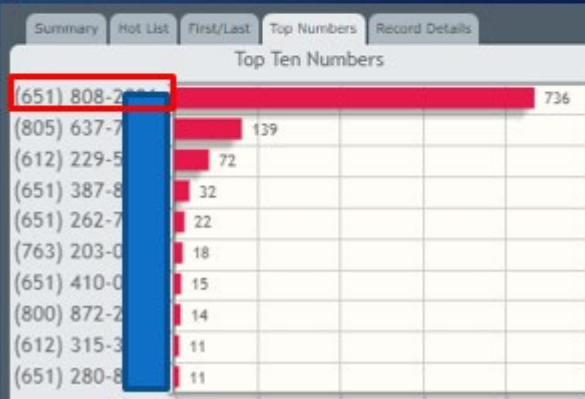 Summary Hot List First/Last Top Numbers Record Details
Top Ten Numbers
(651) 808-2 736
(805) 637-7 139
(612) 229-5 72
(651) 387-8 32
(651) 262-7 22
(763) 203-0 18
(651) 410-0 15
(800) 872-2 14
(612) 315-3 11
(651) 280-8 11